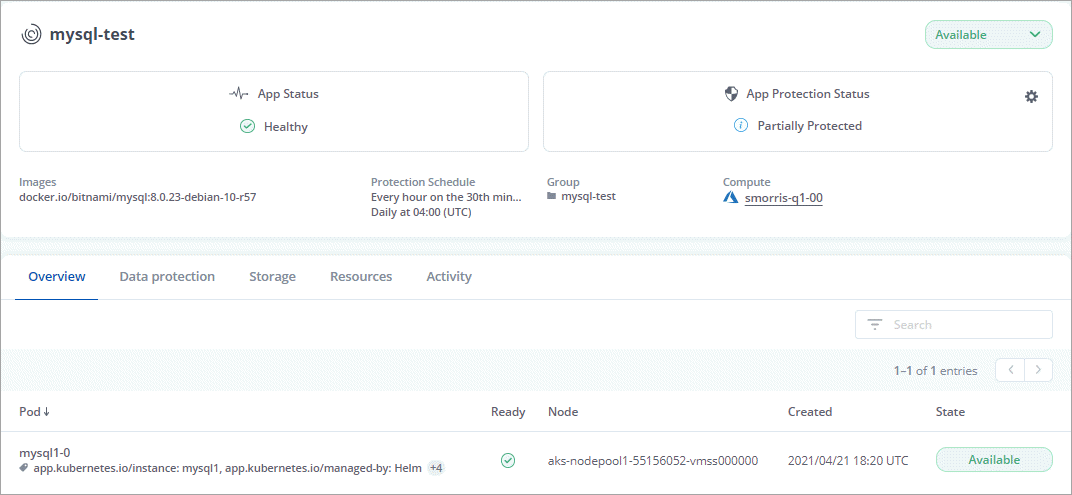 mysql-test
Available
App Status
Healthy
App Protection Status
Partially Protected
Images
docker.io/bitnami/mysql:8.0.23-debian-10-r57
Protection Schedule
Every hour on the 30th min...
Daily at 04:00 (UTC)
Group
mysql-test
Compute
smorris-q1-00
Overview Data protection Storage Resources Activity
Search
1–1 of 1 entries
Pod Ready Node Created State
mysql1-0
app.kubernetes.io/instance: mysql1, app.kubernetes.io/managed-by: Helm +4
aks-nodepool1-55156052-vmss000000
2021/04/21 18:20 UTC
Available